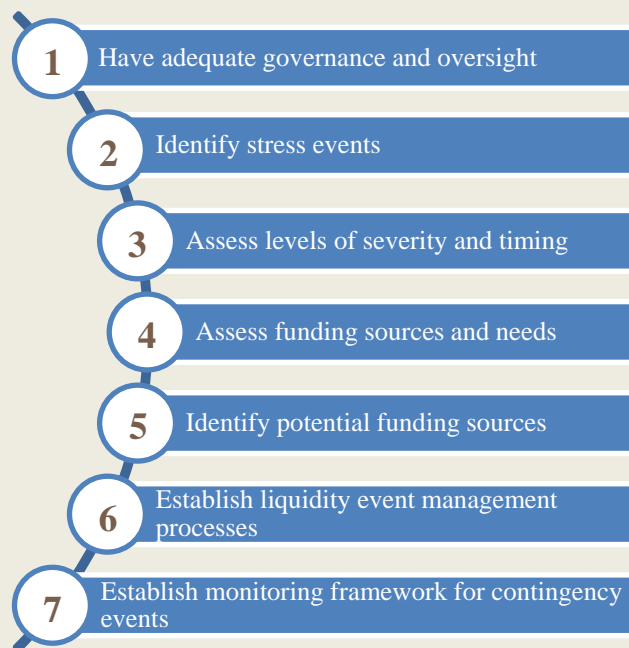 1 Have adequate governance and oversight
2 Identify stress events
3 Assess levels of severity and timing
4 Assess funding sources and needs
5 Identify potential funding sources
6 Establish liquidity event management
processes
7 Establish monitoring framework for contingency
events